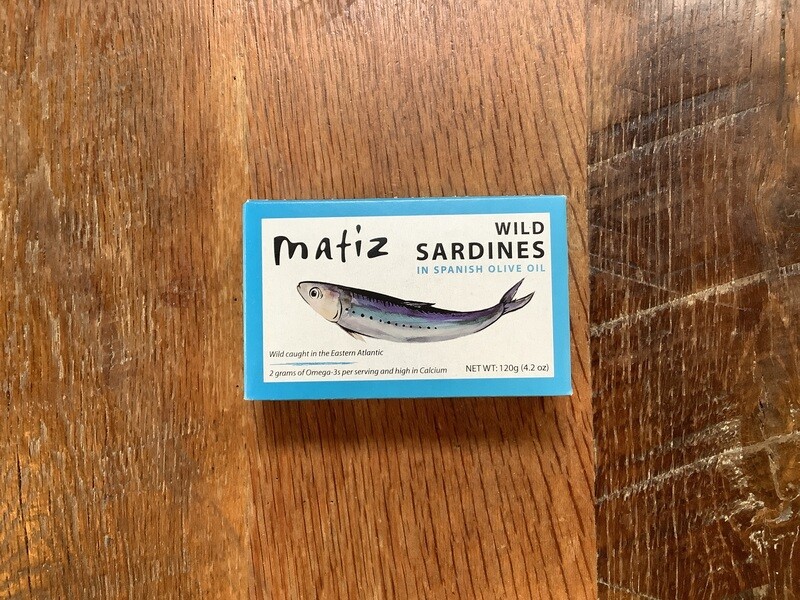 matiz
WILD
SARDINES
IN SPANISH OLIVE OIL
Wild caught in the Eastern Atlantic
2 grams of Omega-3s per serving and high in Calcium
NET WT: 120g (4.2 oz)